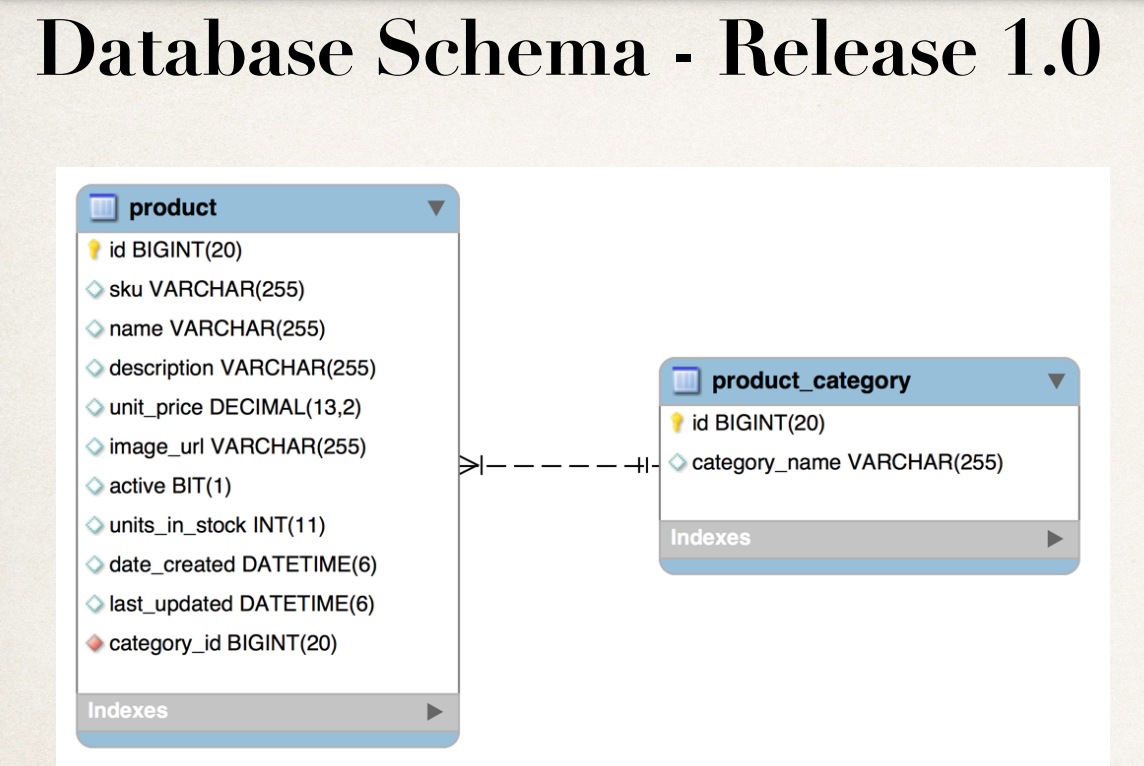 Database Schema - Release 1.0
product
id BIGINT(20)
sku VARCHAR(255)
name VARCHAR(255)
description VARCHAR(255)
unit_price DECIMAL(13,2)
image_url VARCHAR(255)
active BIT(1)
units_in_stock INT(11)
date_created DATETIME(6)
last_updated DATETIME(6)
category_id BIGINT(20)
Indexes
product_category
id BIGINT(20)
category_name VARCHAR(255)
Indexes